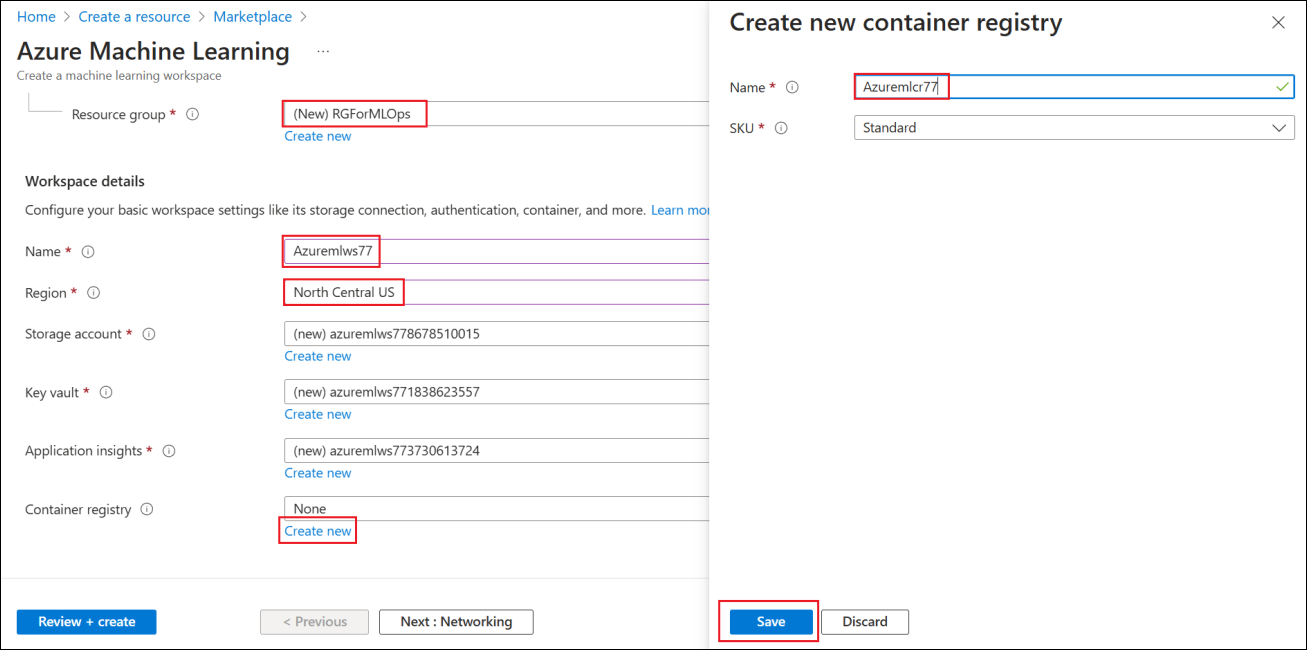 Home > Create a resource > Marketplace >
Azure Machine Learning ...
Create a machine learning workspace
Resource group *
(New) RGForMLOps
Create new
Workspace details
Configure your basic workspace settings like its storage connection, authentication, container, and more. Learn mor
Name *
Azuremlws77
Region *
North Central US
Storage account *
(new) azuremlws778678510015
Create new
Key vault *
(new) azuremlws771838623557
Create new
Application insights *
(new) azuremlws773730613724
Create new
Container registry
None
Create new
Review + create
< Previous
Next : Networking
Create new container registry
Name *
Azuremlcr77
SKU *
Standard
Save
Discard